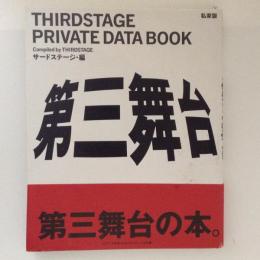 THIRDSTAGE
私家版
PRIVATE DATA BOOK
Compiled by THIRDSTAGE
サードステージ・編
第三舞台
第三舞台の本。